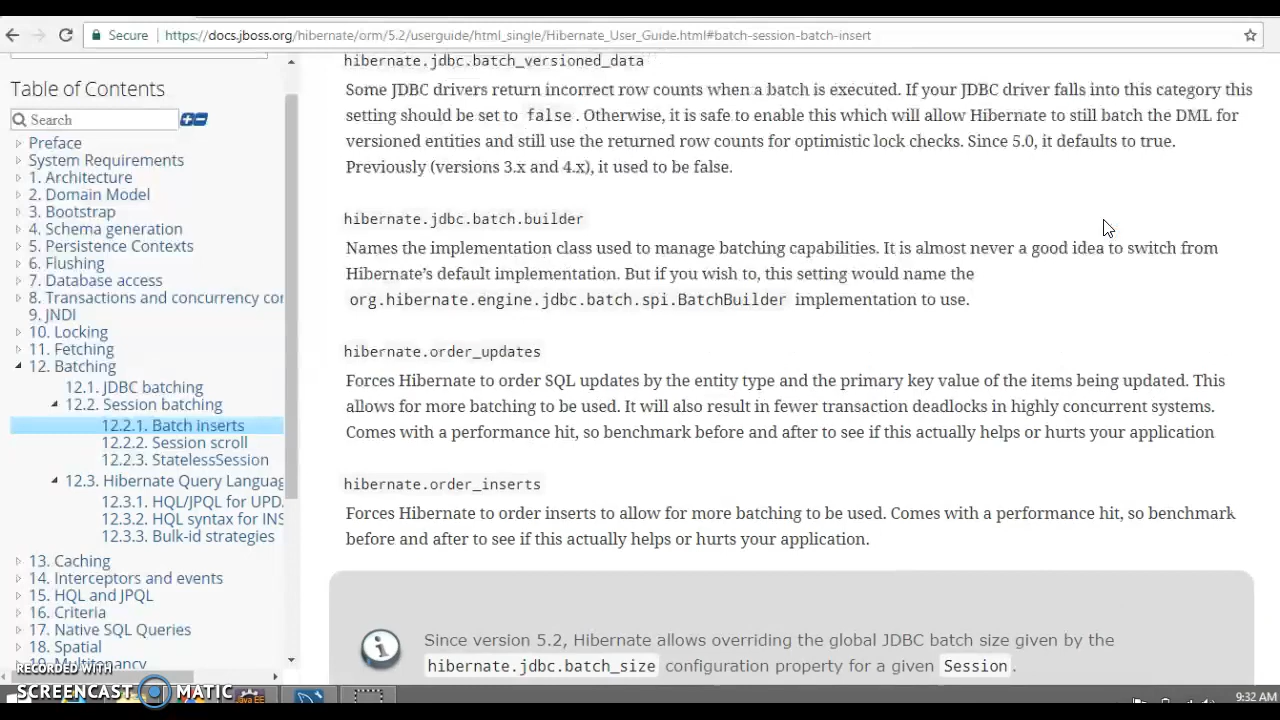 Secure https://docs.jboss.org/hibernate/orm/5.2/userguide/html_single/Hibernate_User_Guide.html#batch-session-batch-insert
Table of Contents
Search
Preface
System Requirements
1. Architecture
2. Domain Model
3. Bootstrap
4. Schema generation
5. Persistence Contexts
6. Flushing
7. Database access
8. Transactions and concurrency cor
9. JNDI
10. Locking
11. Fetching
12. Batching
12.1. JDBC batching
12.2. Session batching
12.2.1. Batch inserts
12.2.2. Session scroll
12.2.3. StatelessSession
12.3. Hibernate Query Languag
12.3.1. HQL/JPQL for UPD.
12.3.2. HQL syntax for INS
12.3.3. Bulk-id strategies
13. Caching
14. Interceptors and events
15. HQL and JPQL
16. Criteria
17. Native SQL Queries
18. Spatial
hibernate.jdbc.batch_versioned_data
Some JDBC drivers return incorrect row counts when a batch is executed. If your JDBC driver falls into this category this
setting should be set to false . Otherwise, it is safe to enable this which will allow Hibernate to still batch the DML for
versioned entities and still use the returned row counts for optimistic lock checks. Since 5.0, it defaults to true.
Previously (versions 3.x and 4.x), it used to be false.
hibernate.jdbc.batch.builder
Names the implementation class used to manage batching capabilities. It is almost never a good idea to switch from
Hibernate’s default implementation. But if you wish to, this setting would name the
org.hibernate.engine.jdbc.batch.spi.BatchBuilder implementation to use.
hibernate.order_updates
Forces Hibernate to order SQL updates by the entity type and the primary key value of the items being updated. This
allows for more batching to be used. It will also result in fewer transaction deadlocks in highly concurrent systems.
Comes with a performance hit, so benchmark before and after to see if this actually helps or hurts your application
hibernate.order_inserts
Forces Hibernate to order inserts to allow for more batching to be used. Comes with a performance hit, so benchmark
before and after to see if this actually helps or hurts your application.
Since version 5.2, Hibernate allows overriding the global JDBC batch size given by the
hibernate.jdbc.batch_size configuration property for a given Session .
RECORDED WITH
SCREENCAST MATIC
Java EE
9:32 AM